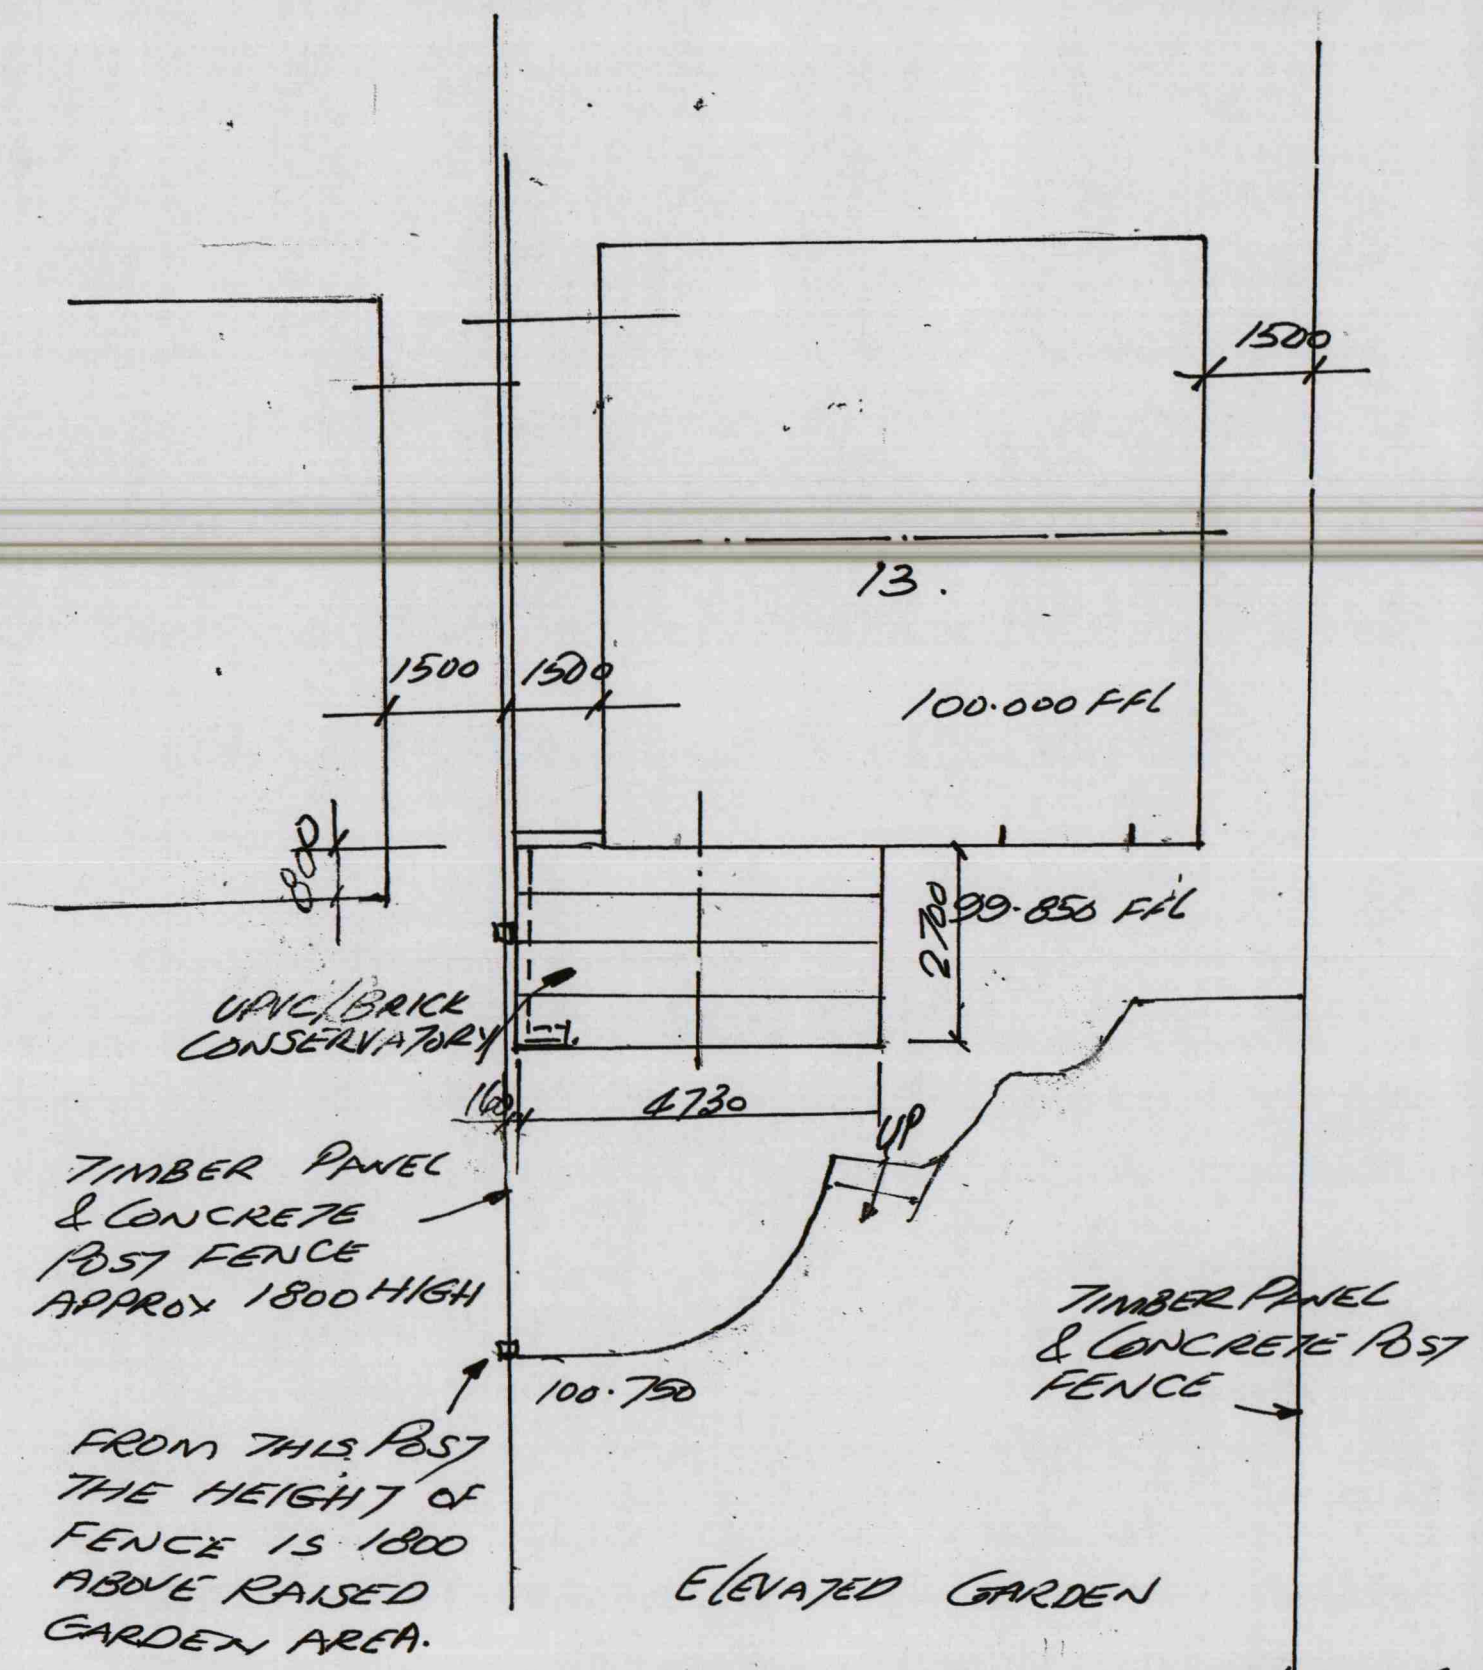 1500
13.
1500
1500
100.000 FFL
800
2700
99.850 FFL
UPVC/BRICK
CONSERVATORY
160
4730
UP
TIMBER PANEL
& CONCRETE
POST FENCE
APPROX 1800 HIGH
TIMBER PANEL
& CONCRETE POST
FENCE
100.750
FROM THIS POST
THE HEIGHT OF
FENCE IS 1800
ABOVE RAISED
GARDEN AREA.
ELEVATED GARDEN